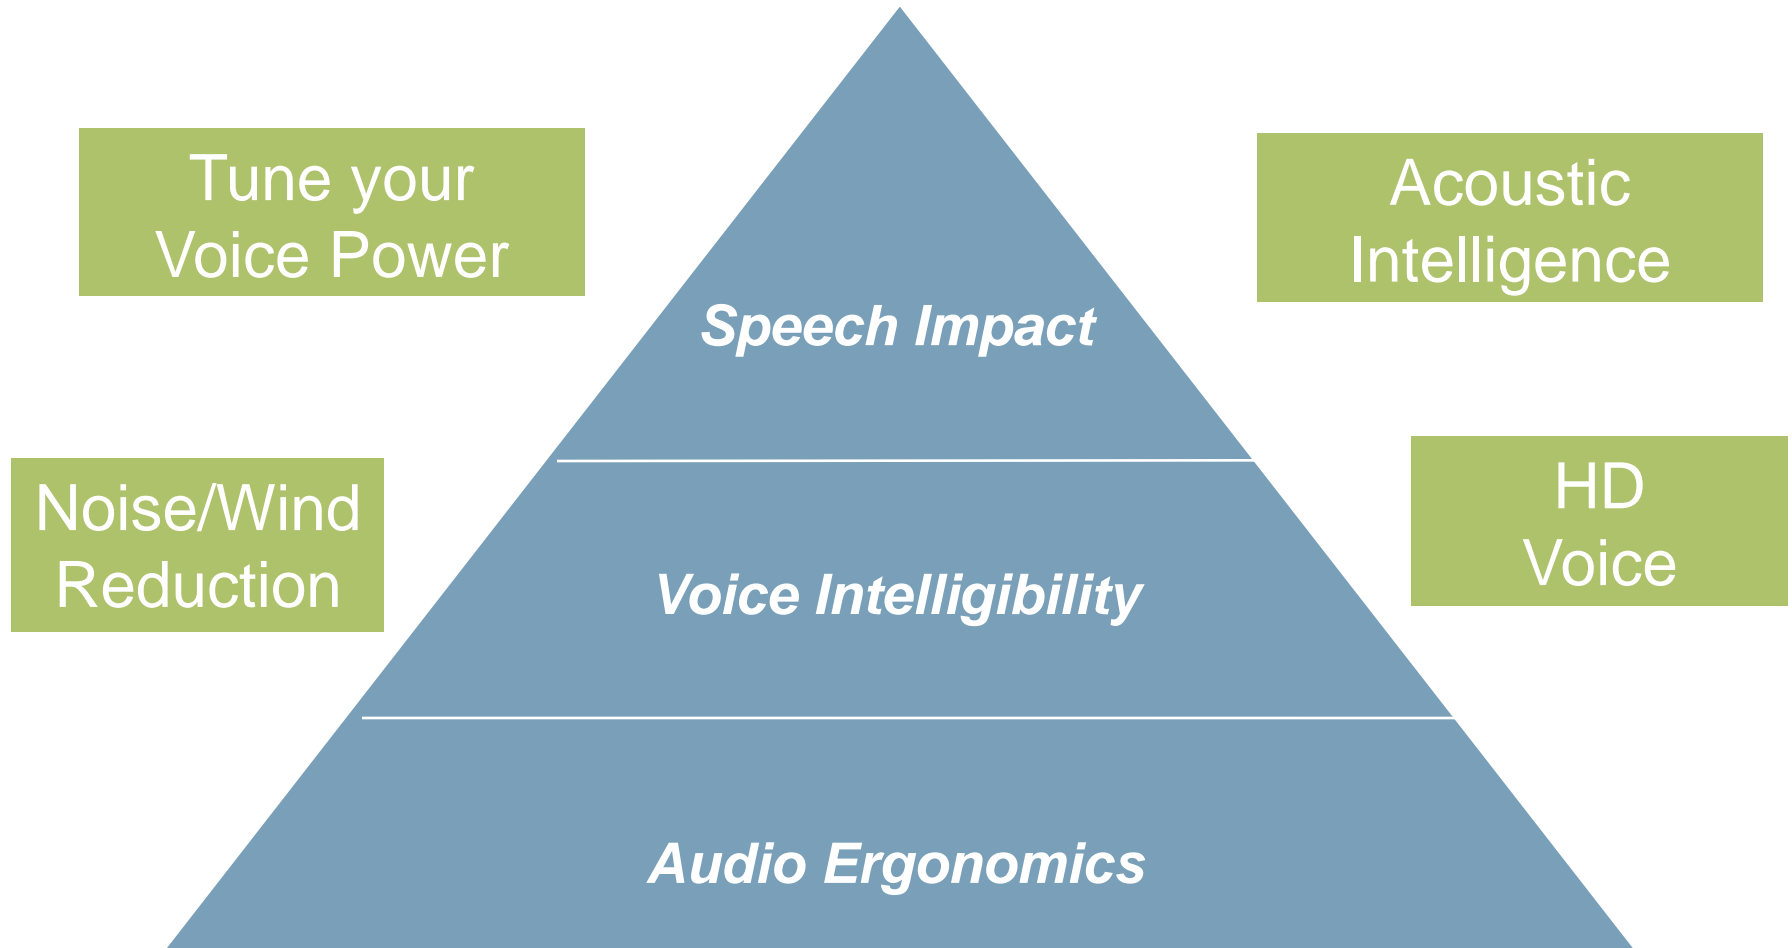 Tune your
Voice Power
Acoustic
Intelligence
Speech Impact
Noise/Wind
Reduction
HD
Voice
Voice Intelligibility
Audio Ergonomics